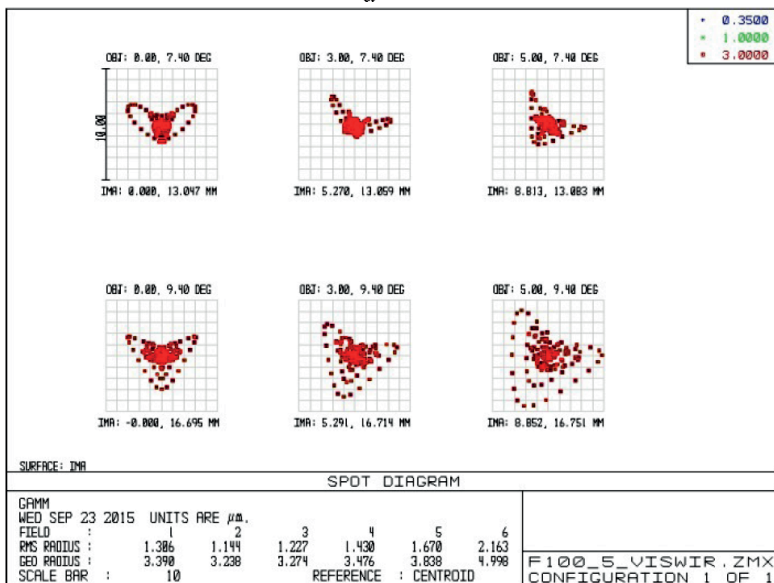 a
0.3500
1.0000
3.0000
OBJ: 0.00, 7.40 DEG
OBJ: 3.00, 7.40 DEG
OBJ: 5.00, 7.40 DEG
10.00
IMA: 0.000, 13.047 MM
IMA: 5.270, 13.059 MM
IMA: 8.813, 13.083 MM
OBJ: 0.00, 9.40 DEG
OBJ: 3.00, 9.40 DEG
OBJ: 5.00, 9.40 DEG
IMA: -0.000, 16.695 MM
IMA: 5.291, 16.714 MM
IMA: 8.852, 16.751 MM
SURFACE: IMA
SPOT DIAGRAM
GAMM
WED SEP 23 2015 UNITS ARE µm.
FIELD : 1 2 3 4 5 6
RMS RADIUS : 1.386 1.144 1.227 1.430 1.670 2.163
GEO RADIUS : 3.390 3.238 3.274 3.476 3.838 4.998
SCALE BAR : 10 REFERENCE : CENTROID
F100_5_VISWIR.ZMX
CONFIGURATION 1 OF 1